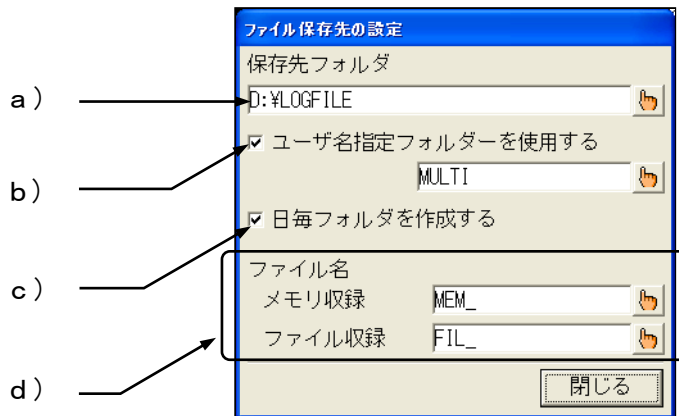 ファイル保存先の設定
保存先フォルダ
a）
D:¥LOGFILE
ユーザ名指定フォルダーを使用する
b）
MULTI
日毎フォルダを作成する
c）
ファイル名
メモリ収録 MEM_
ファイル収録 FIL_
d）
閉じる